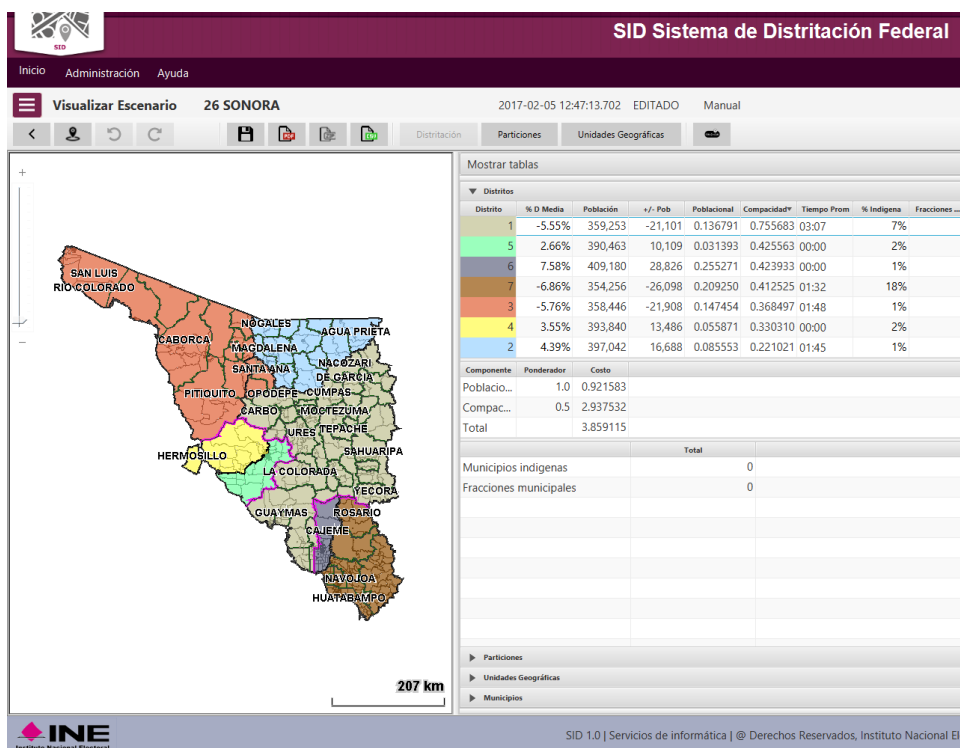 SID
SID Sistema de Distritación Federal
Inicio Administración Ayuda
Visualizar Escenario 26 SONORA 2017-02-05 12:47:13.702 EDITADO Manual
Distritación Particiones Unidades Geográficas
Mostrar tablas
Distritos
Distrito % D Media Población +/- Pob Poblacional Compacidad▾ Tiempo Prom % Indigena Fracciones ...
1 -5.55% 359,253 -21,101 0.136791 0.755683 03:07 7%
5 2.66% 390,463 10,109 0.031393 0.425563 00:00 2%
6 7.58% 409,180 28,826 0.255271 0.423933 00:00 1%
7 -6.86% 354,256 -26,098 0.209250 0.412525 01:32 18%
3 -5.76% 358,446 -21,908 0.147454 0.368497 01:48 1%
4 3.55% 393,840 13,486 0.055871 0.330310 00:00 2%
2 4.39% 397,042 16,688 0.085553 0.221021 01:45 1%
Componente Ponderador Costo
Poblacio... 1.0 0.921583
Compac... 0.5 2.937532
Total 3.859115
Total
Municipios indigenas 0
Fracciones municipales 0
Particiones
Unidades Geográficas
Municipios
SAN LUIS
RIO COLORADO
NOGALES
AGUA PRIETA
CABORCA
MAGDALENA
NACOZARI
SANTA ANA
DE GARCIA
PITIQUITO
OPODEPE
CUMPAS
CARBO
MOCTEZUMA
URES
TEPACHE
HERMOSILLO
SAHUARIPA
LA COLORADA
YECORA
GUAYMAS
ROSARIO
CAJEME
NAVOJOA
HUATABAMPO
207 km
INE
Instituto Nacional Electoral
SID 1.0 | Servicios de informática | @ Derechos Reservados, Instituto Nacional El